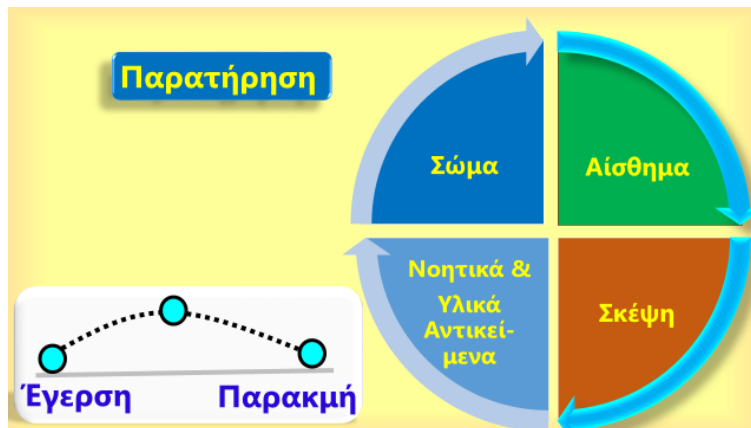 Παρατήρηση
Σώμα
Αίσθημα
Νοητικά &
Υλικά
Αντικεί-
μενα
Σκέψη
Έγερση
Παρακμή